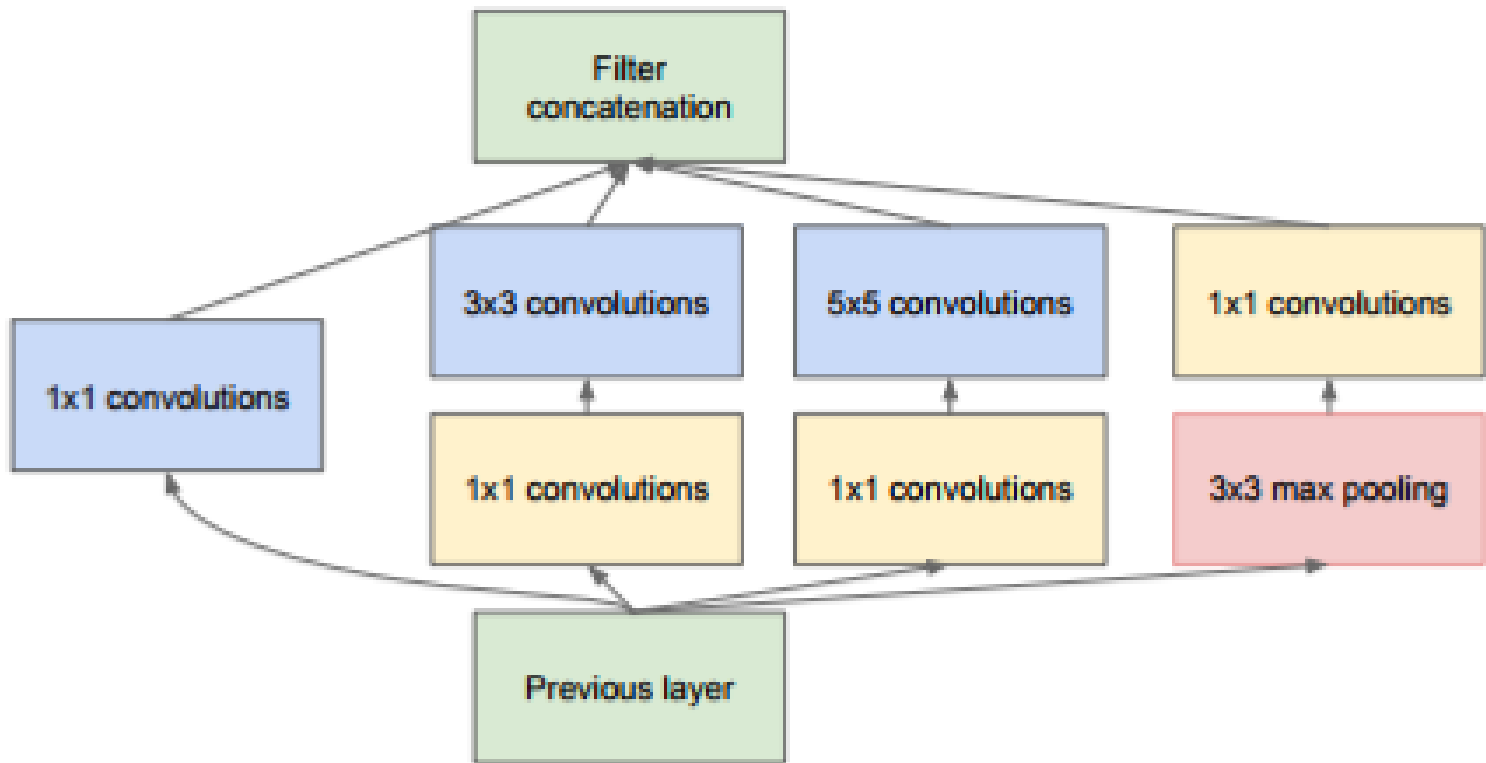 Filter
concatenation
3x3 convolutions
5x5 convolutions
1x1 convolutions
1x1 convolutions
1x1 convolutions
1x1 convolutions
3x3 max pooling
Previous layer